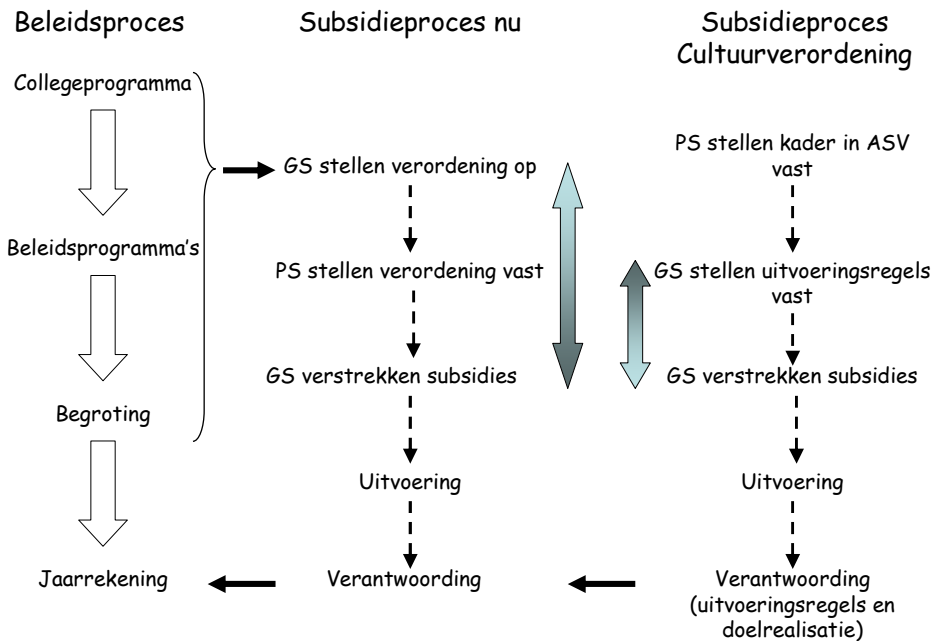 Beleidsproces
Collegeprogramma
Beleidsprogramma's
Begroting
Jaarrekening
Subsidieproces nu
GS stellen verordening op
PS stellen verordening vast
GS verstrekken subsidies
Uitvoering
Verantwoording
Subsidieproces
Cultuurverordening
PS stellen kader in ASV
vast
GS stellen uitvoeringsregels
vast
GS verstrekken subsidies
Uitvoering
Verantwoording
(uitvoeringsregels en
doelrealisatie)